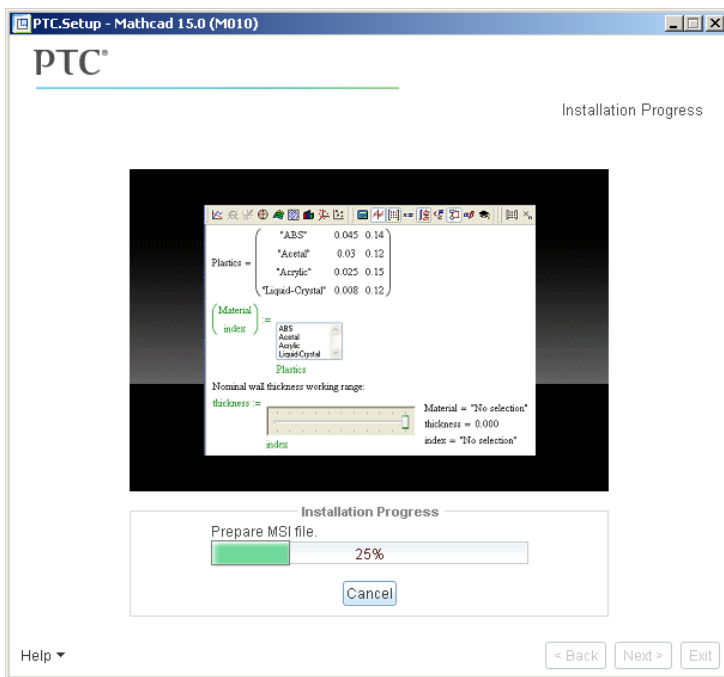 PTC.Setup - Mathcad 15.0 (M010)
PTC®
Installation Progress
"ABS" 0.045 0.14
"Acetal" 0.03 0.12
Plastics =
"Acrylic" 0.025 0.15
"Liquid-Crystal" 0.008 0.12
Material
index
:=
ABS
Acetal
Acrylic
Liquid-Crystal
Plastics
Nominal wall thickness working range:
thickness :=
index
Material = "No selection"
thickness = 0.000
index = "No selection"
Installation Progress
Prepare MSI file.
25%
Cancel
Help
< Back Next > Exit